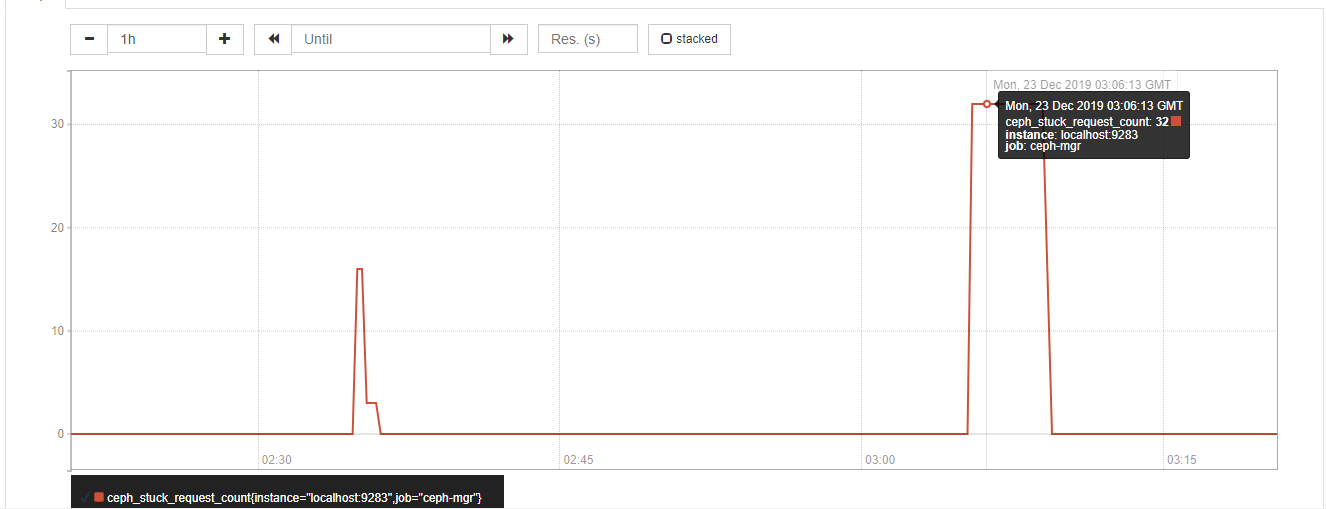 1h
Until
Res. (s)
stacked
Mon, 23 Dec 2019 03:06:13 GMT
Mon, 23 Dec 2019 03:06:13 GMT
ceph_stuck_request_count: 32
instance: localhost:9283
job: ceph-mgr
30
20
10
0
02:30
02:45
03:00
03:15
ceph_stuck_request_count{instance="localhost:9283",job="ceph-mgr"}